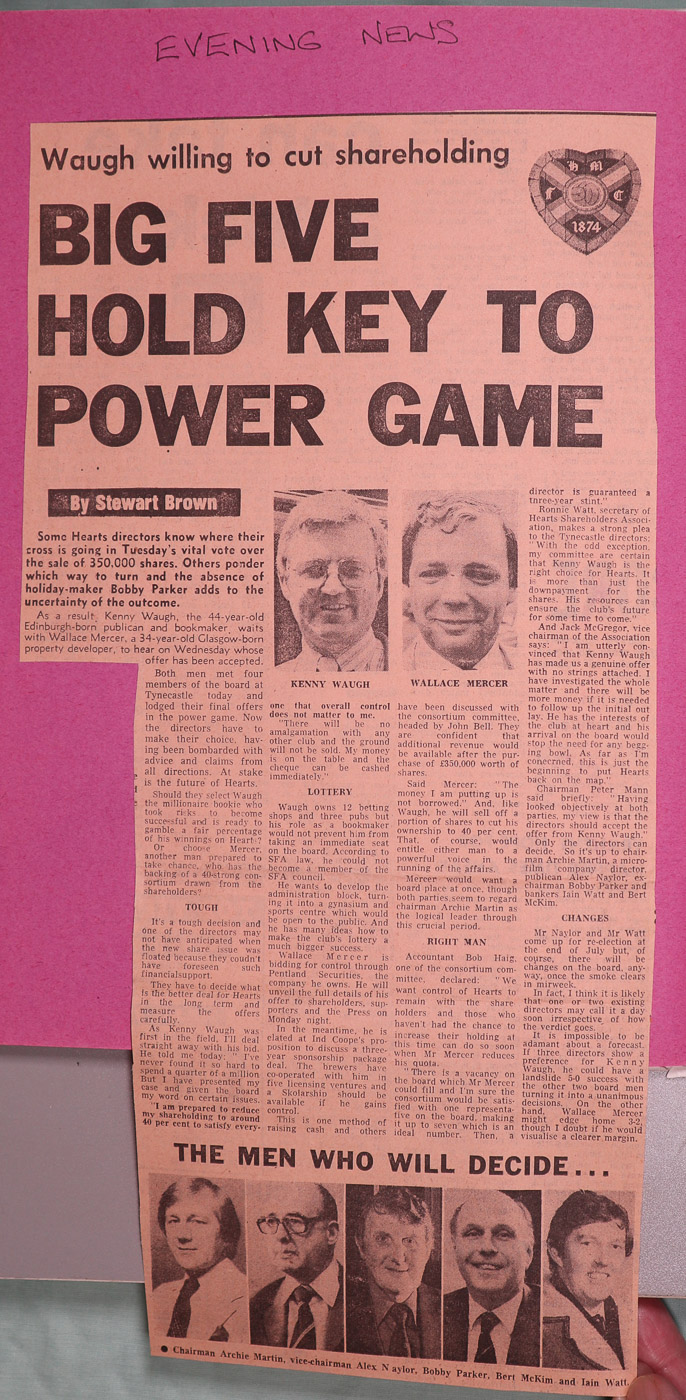 EVENING NEWS
Waugh willing to cut shareholding
H M
F C
1874
BIG FIVE
HOLD KEY TO
POWER GAME
By Stewart Brown
Some Hearts directors know where their
cross is going in Tuesday's vital vote over
the sale of 350,000 shares. Others ponder
which way to turn and the absence of
holiday-maker Bobby Parker adds to the
uncertainty of the outcome.
As a result, Kenny Waugh, the 44-year-old
Edinburgh-born publican and bookmaker, waits
with Wallace Mercer, a 34-year-old Glasgow-born
property developer, to hear on Wednesday whose
offer has been accepted.
Both men met four
members of the board at
Tynecastle today and
lodged their final offers
in the power game. Now
the directors have to
make their choice, hav-
ing been bombarded with
advice and claims from
all directions. At stake
is the future of Hearts.
Should they select Waugh
the millionaire bookie who
took risks to become
successful and is ready to
gamble a fair percentage
of his winnings on Hearts?
Or choose Mercer,
another man prepared to
take chance, who has the
backing of a 40-strong con-
sortium drawn from the
shareholders?
TOUGH
It's a tough decision and
one of the directors may
not have anticipated when
the new share issue was
floated because they couldn't
have foreseen such
financialsupport.
They have to decide what
is the better deal for Hearts
in the long term and
measure the offers
carefully.
As Kenny Waugh was
first in the field, I'll deal
straight away with his bid.
He told me today: "I've
never found it so hard to
spend a quarter of a million
But I have presented my
case and given the board
my word on certain issues.
"I am prepared to reduce
my shareholding to around
40 per cent to satisfy every-
KENNY WAUGH
one that overall control
does not matter to me.
"There will be no
amalgamation with any
other club and the ground
will not be sold. My money
is on the table and the
cheque can be cashed
immediately."
LOTTERY
Waugh owns 12 betting
shops and three pubs but
his role as a bookmaker
would not prevent him from
taking an immediate seat
on the board. According to
SFA law, he could not
become a member of the
SFA council.
He wants to develop the
administration block, turn-
ing it into a gynasium and
sports centre which would
be open to the public. And
he has many ideas how to
make the club's lottery a
much bigger success.
Wallace Mercer is
bidding for control through
Pentland Securities, the
company he owns. He will
unveil the full details of his
offer to shareholders, sup-
porters and the Press on
Monday night.
In the meantime, he is
elated at Ind Coope's pro-
position to discuss a three-
year sponsorship package
deal. The brewers have
co-operated with him in
five licensing ventures and
a Skolarship should be
available if he gains
control.
This is one method of
raising cash and others
WALLACE MERCER
have been discussed with
the consortium committee,
headed by John Bell. They
are confident that
additional revenue would
be available after the pur-
chase of £350,000 worth of
shares.
Said Mercer: "The
money I am putting up is
not borrowed." And, like
Waugh, he will sell off a
portion of shares to cut his
ownership to 40 per cent.
That, of course, would
entitle either man to a
powerful voice in the
running of the affairs.
Mercer would want a
board place at once, though
both parties seem to regard
chairman Archie Martin as
the logical leader through
this crucial period.
RIGHT MAN
Accountant Bob Haig,
one of the consortium com-
mittee, declared: "We
want control of Hearts to
remain with the share
holders and those who
haven't had the chance to
increase their holding at
this time can do so soon
when Mr Mercer reduces
his quota.
"There is a vacancy on
the board which Mr Mercer
could fill and I'm sure the
consortium would be satis-
fied with one representa-
tive on the board, making
it up to seven which is an
ideal number. Then, a
director is guaranteed a
three-year stint."
Ronnie Watt, secretary of
Hearts Shareholders Associ-
ation, makes a strong plea
to the Tynecastle directors:
"With the odd exception,
my committee are certain
that Kenny Waugh is the
right choice for Hearts. It
is more than just the
downpayment for the
shares. His resources can
ensure the club's future
for some time to come."
And Jack McGregor, vice
chairman of the Association
says: "I am utterly con-
vinced that Kenny Waugh
has made us a genuine offer
with no strings attached. I
have investigated the whole
matter and there will be
more money if it is needed
to follow up the initial out
lay. He has the interests of
the club at heart and his
arrival on the board would
stop the need for any begg-
ing bowl. As far as I'm
concerned, this is just the
beginning to put Hearts
back on the map."
Chairman Peter Mann
said briefly: "Having
looked objectively at both
parties, my view is that the
directors should accept the
offer from Kenny Waugh."
Only the directors can
decide. So it's up to chair-
man Archie Martin, a micro-
film company director,
publican Alex Naylor, ex-
chairman Bobby Parker and
bankers Iain Watt and Bert
McKim.
CHANGES
Mr Naylor and Mr Watt
come up for re-election at
the end of July but, of
course, there will be
changes on the board, any-
way, once the smoke clears
in mirweek.
In fact, I think it is likely
that one or two existing
directors may call it a day
soon irrespective of how
the verdict goes.
It is impossible to be
adamant about a forecast.
If three directors show a
preference for Kenny
Waugh, he could have a
landslide 5-0 success with
the other two board men
turning it into a unanimous
decisions. On the other
hand, Wallace Mercer
might edge home 3-2,
though I doubt if he would
visualise a clearer margin.
THE MEN WHO WILL DECIDE...
● Chairman Archie Martin, vice-chairman Alex Naylor, Bobby Parker, Bert McKim and Iain Watt.